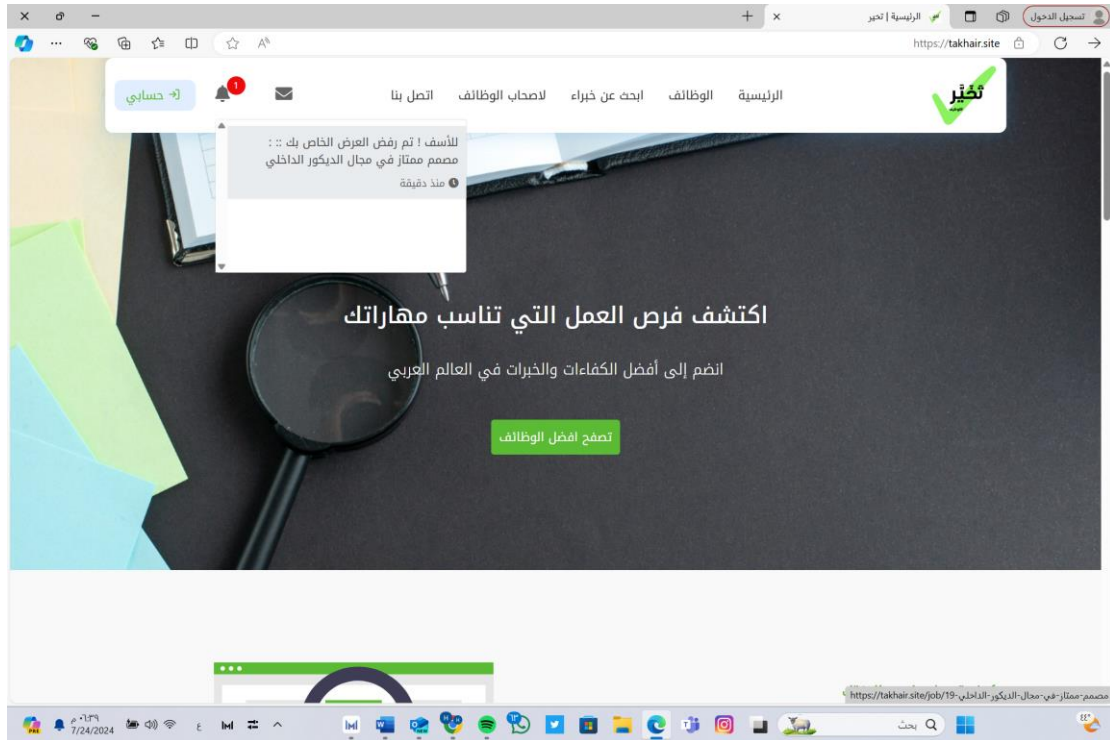 تسجيل الدخول
الرئيسية | تخير
https://takhair.site
تخيّر
الرئيسية
الوظائف
ابحث عن خبراء
لاصحاب الوظائف
اتصل بنا
1
حسابي
للأسف ! تم رفض العرض الخاص بك :: :
مصمم ممتاز في مجال الديكور الداخلي
منذ دقيقة
اكتشف فرص العمل التي تناسب مهاراتك
انضم إلى أفضل الكفاءات والخبرات في العالم العربي
تصفح افضل الوظائف
https://takhair.site/job/19-مصمم-ممتاز-في-مجال-الديكور-الداخلي
بحث
ع
7/24/2024